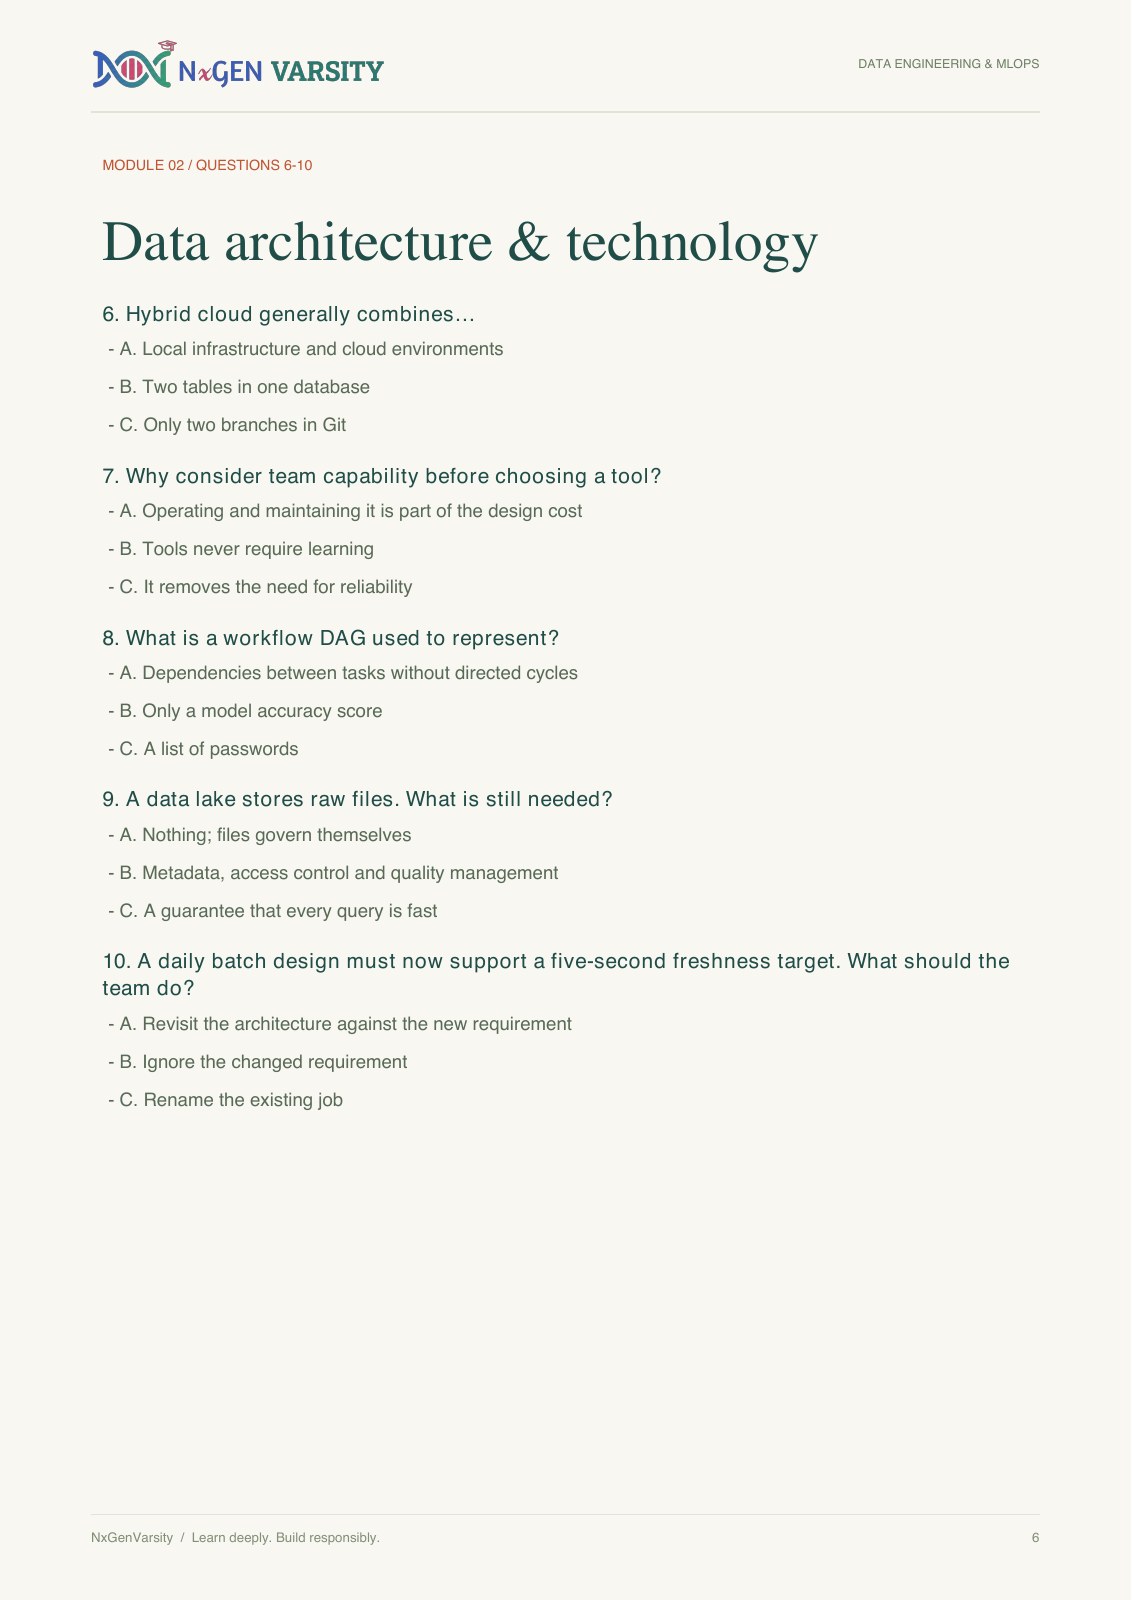 NxGEN VARSITY
DATA ENGINEERING & MLOPS
MODULE 02 / QUESTIONS 6-10
Data architecture & technology
6. Hybrid cloud generally combines…
- A. Local infrastructure and cloud environments
- B. Two tables in one database
- C. Only two branches in Git
7. Why consider team capability before choosing a tool?
- A. Operating and maintaining it is part of the design cost
- B. Tools never require learning
- C. It removes the need for reliability
8. What is a workflow DAG used to represent?
- A. Dependencies between tasks without directed cycles
- B. Only a model accuracy score
- C. A list of passwords
9. A data lake stores raw files. What is still needed?
- A. Nothing; files govern themselves
- B. Metadata, access control and quality management
- C. A guarantee that every query is fast
10. A daily batch design must now support a five-second freshness target. What should the
team do?
- A. Revisit the architecture against the new requirement
- B. Ignore the changed requirement
- C. Rename the existing job
NxGenVarsity / Learn deeply. Build responsibly.
6